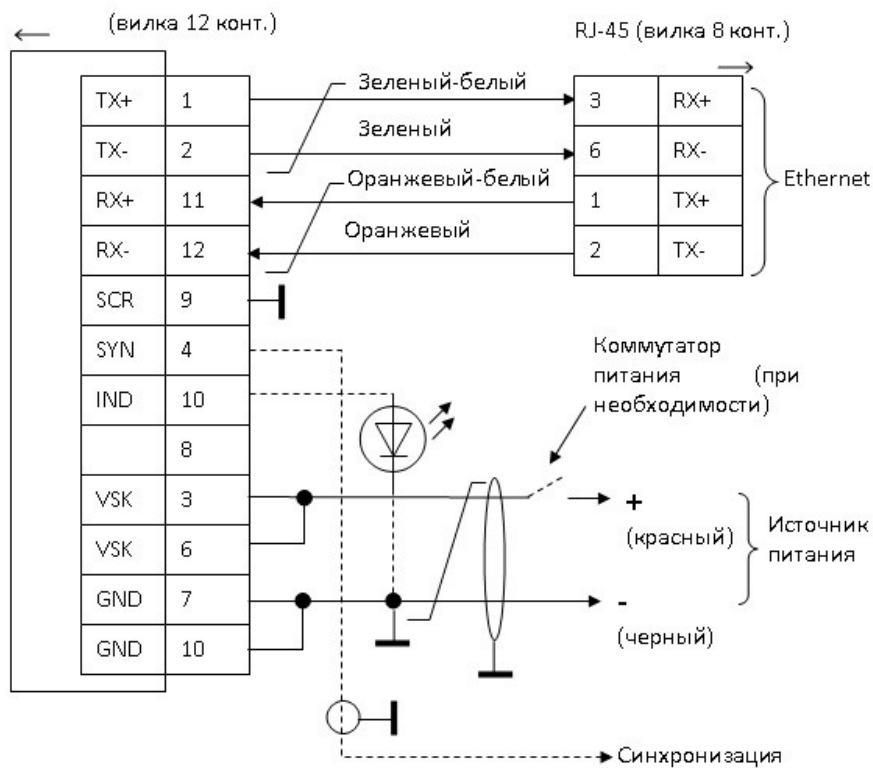 (вилка 12 конт.)
RJ-45 (вилка 8 конт.)
TX+ 1 Зеленый-белый 3 RX+
TX- 2 Зеленый 6 RX-
RX+ 11 Оранжевый-белый 1 TX+
RX- 12 Оранжевый 2 TX-
Ethernet
SCR 9
SYN 4
IND 10
8
VSK 3
VSK 6
GND 7
GND 10
Коммутатор
питания (при
необходимости)
+
(красный)
-
(черный)
Источник
питания
Синхронизация